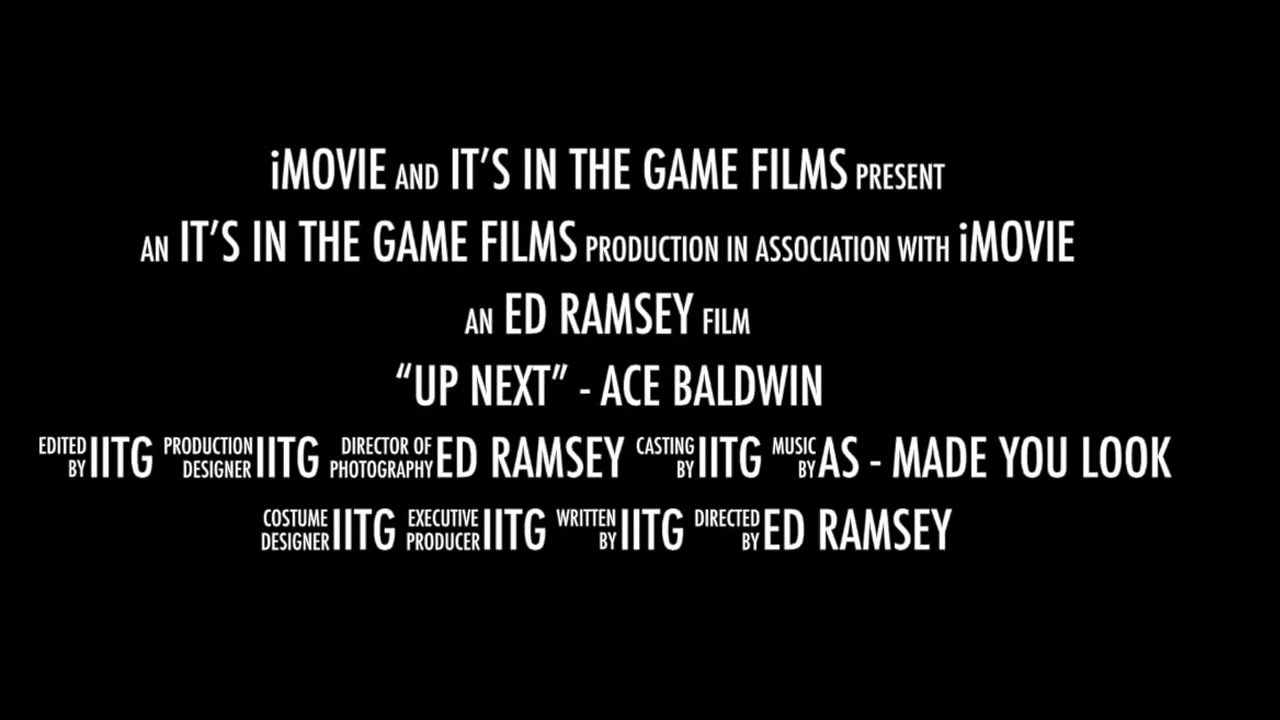 iMOVIE AND IT'S IN THE GAME FILMS PRESENT
AN IT'S IN THE GAME FILMS PRODUCTION IN ASSOCIATION WITH iMOVIE
AN ED RAMSEY FILM
“UP NEXT” - ACE BALDWIN
EDITED BY IITG PRODUCTION DESIGNER IITG DIRECTOR OF PHOTOGRAPHY ED RAMSEY CASTING BY IITG MUSIC BY AS - MADE YOU LOOK
COSTUME DESIGNER IITG EXECUTIVE PRODUCER IITG WRITTEN BY IITG DIRECTED BY ED RAMSEY